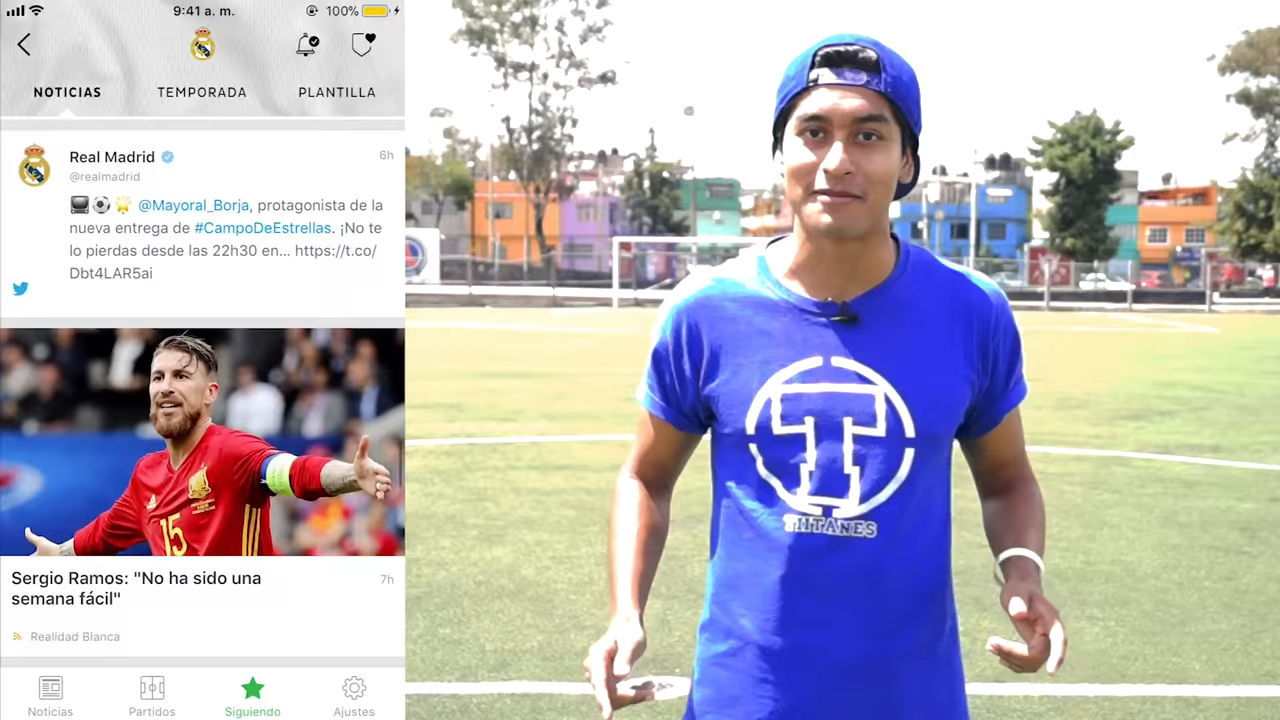 9:41 a. m.
100%
NOTICIAS
TEMPORADA
PLANTILLA
Real Madrid
6h
@realmadrid
@Mayoral_Borja, protagonista de la
nueva entrega de #CampoDeEstrellas. ¡No te
lo pierdas desde las 22h30 en... https://t.co/
Dbt4LAR5ai
15
Sergio Ramos: "No ha sido una
semana fácil"
7h
Realidad Blanca
Noticias
Partidos
Siguiendo
Ajustes
T
TITANES